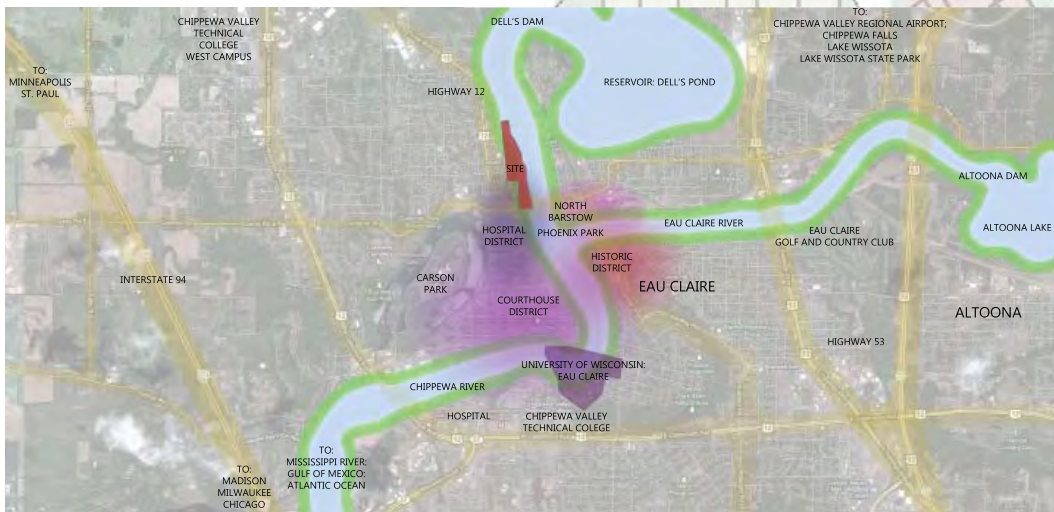 DELL'S DAM
CHIPPEWA VALLEY
TECHNICAL
COLLEGE
WEST CAMPUS
TO:
CHIPPEWA VALLEY REGIONAL AIRPORT;
CHIPPEWA FALLS
LAKE WISSOTA
LAKE WISSOTA STATE PARK
TO:
MINNEAPOLIS
ST. PAUL
HIGHWAY 12
RESERVOIR: DELL'S POND
SITE
ALTOONA DAM
NORTH
BARSTOW
PHOENIX PARK
EAU CLAIRE RIVER
HOSPITAL
DISTRICT
EAU CLAIRE
GOLF AND COUNTRY CLUB
ALTOONA LAKE
HISTORIC
DISTRICT
INTERSTATE 94
CARSON
PARK
EAU CLAIRE
COURTHOUSE
DISTRICT
ALTOONA
HIGHWAY 53
UNIVERSITY OF WISCONSIN:
EAU CLAIRE
CHIPPEWA RIVER
HOSPITAL
CHIPPEWA VALLEY
TECHNICAL COLLEGE
TO:
MISSISSIPPI RIVER;
GULF OF MEXICO;
ATLANTIC OCEAN
TO:
MADISON
MILWAUKEE
CHICAGO